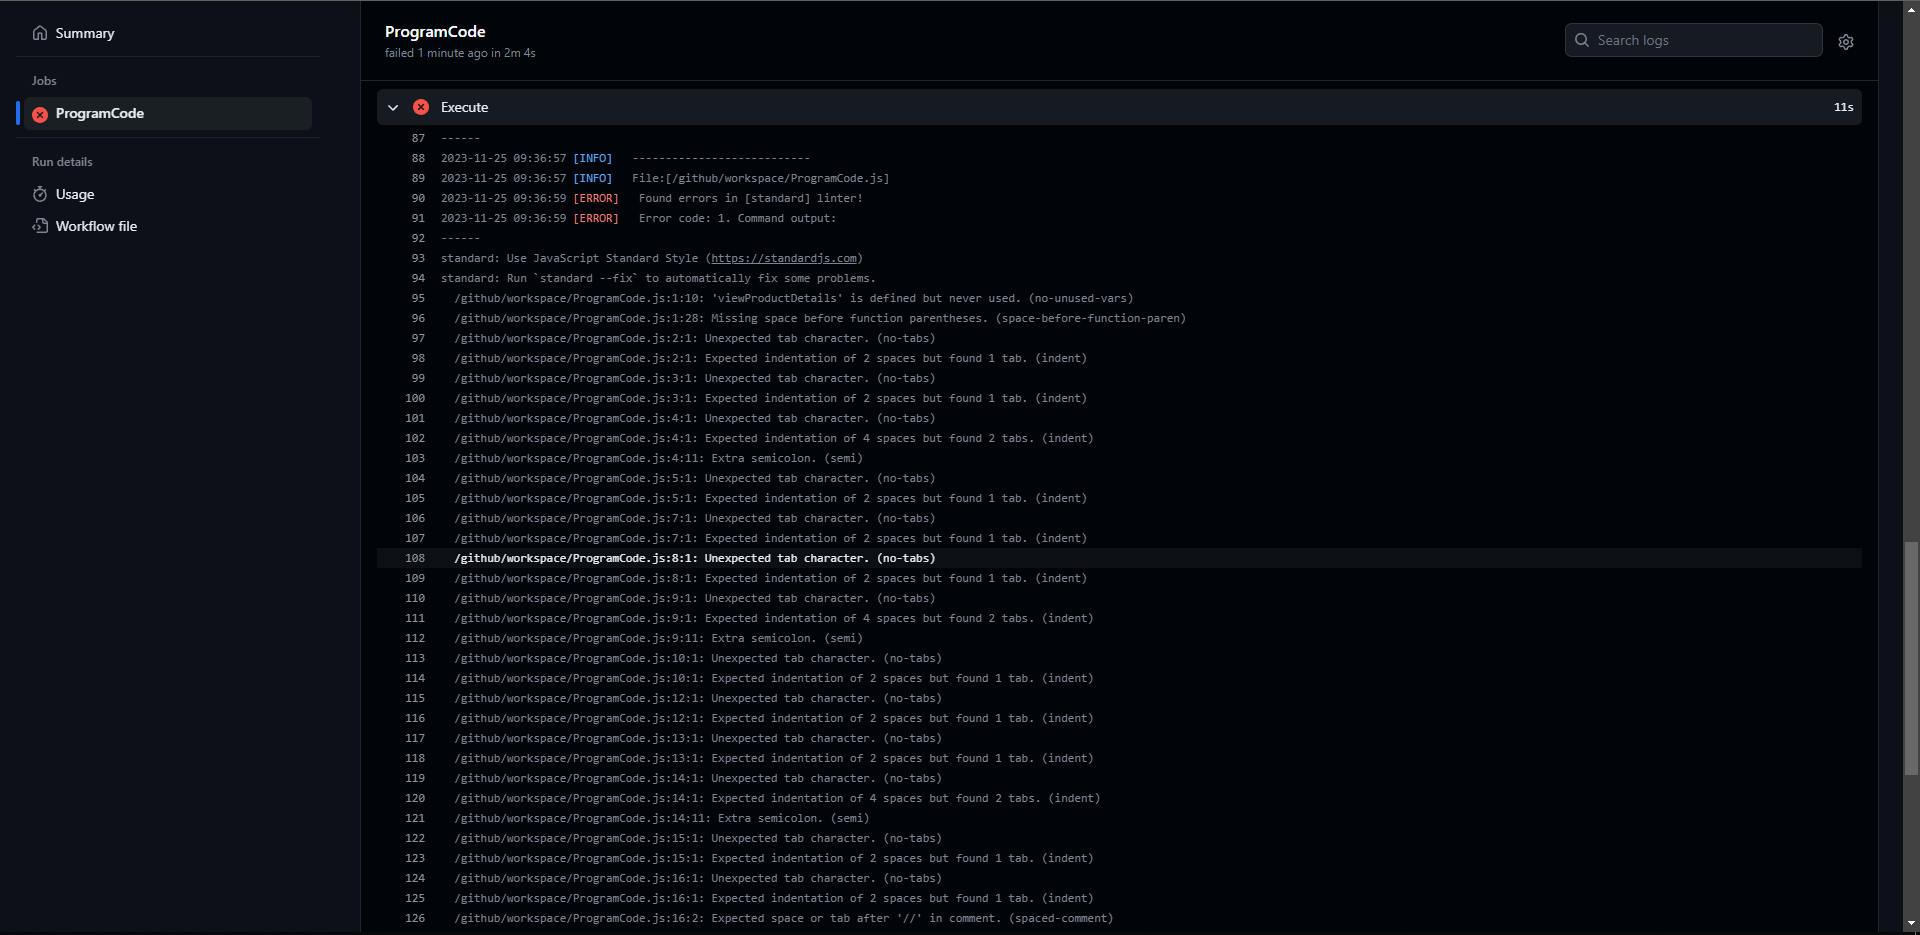 Summary
Jobs
ProgramCode
Run details
Usage
Workflow file
ProgramCode
failed 1 minute ago in 2m 4s
Search logs
Execute 11s
87 ------
88 2023-11-25 09:36:57 [INFO] ---------------------------
89 2023-11-25 09:36:57 [INFO] File:[/github/workspace/ProgramCode.js]
90 2023-11-25 09:36:59 [ERROR] Found errors in [standard] linter!
91 2023-11-25 09:36:59 [ERROR] Error code: 1. Command output:
92 ------
93 standard: Use JavaScript Standard Style (https://standardjs.com)
94 standard: Run `standard --fix` to automatically fix some problems.
95 /github/workspace/ProgramCode.js:1:10: 'viewProductDetails' is defined but never used. (no-unused-vars)
96 /github/workspace/ProgramCode.js:1:28: Missing space before function parentheses. (space-before-function-paren)
97 /github/workspace/ProgramCode.js:2:1: Unexpected tab character. (no-tabs)
98 /github/workspace/ProgramCode.js:2:1: Expected indentation of 2 spaces but found 1 tab. (indent)
99 /github/workspace/ProgramCode.js:3:1: Unexpected tab character. (no-tabs)
100 /github/workspace/ProgramCode.js:3:1: Expected indentation of 2 spaces but found 1 tab. (indent)
101 /github/workspace/ProgramCode.js:4:1: Unexpected tab character. (no-tabs)
102 /github/workspace/ProgramCode.js:4:1: Expected indentation of 4 spaces but found 2 tabs. (indent)
103 /github/workspace/ProgramCode.js:4:11: Extra semicolon. (semi)
104 /github/workspace/ProgramCode.js:5:1: Unexpected tab character. (no-tabs)
105 /github/workspace/ProgramCode.js:5:1: Expected indentation of 2 spaces but found 1 tab. (indent)
106 /github/workspace/ProgramCode.js:7:1: Unexpected tab character. (no-tabs)
107 /github/workspace/ProgramCode.js:7:1: Expected indentation of 2 spaces but found 1 tab. (indent)
108 /github/workspace/ProgramCode.js:8:1: Unexpected tab character. (no-tabs)
109 /github/workspace/ProgramCode.js:8:1: Expected indentation of 2 spaces but found 1 tab. (indent)
110 /github/workspace/ProgramCode.js:9:1: Unexpected tab character. (no-tabs)
111 /github/workspace/ProgramCode.js:9:1: Expected indentation of 4 spaces but found 2 tabs. (indent)
112 /github/workspace/ProgramCode.js:9:11: Extra semicolon. (semi)
113 /github/workspace/ProgramCode.js:10:1: Unexpected tab character. (no-tabs)
114 /github/workspace/ProgramCode.js:10:1: Expected indentation of 2 spaces but found 1 tab. (indent)
115 /github/workspace/ProgramCode.js:12:1: Unexpected tab character. (no-tabs)
116 /github/workspace/ProgramCode.js:12:1: Expected indentation of 2 spaces but found 1 tab. (indent)
117 /github/workspace/ProgramCode.js:13:1: Unexpected tab character. (no-tabs)
118 /github/workspace/ProgramCode.js:13:1: Expected indentation of 2 spaces but found 1 tab. (indent)
119 /github/workspace/ProgramCode.js:14:1: Unexpected tab character. (no-tabs)
120 /github/workspace/ProgramCode.js:14:1: Expected indentation of 4 spaces but found 2 tabs. (indent)
121 /github/workspace/ProgramCode.js:14:11: Extra semicolon. (semi)
122 /github/workspace/ProgramCode.js:15:1: Unexpected tab character. (no-tabs)
123 /github/workspace/ProgramCode.js:15:1: Expected indentation of 2 spaces but found 1 tab. (indent)
124 /github/workspace/ProgramCode.js:16:1: Unexpected tab character. (no-tabs)
125 /github/workspace/ProgramCode.js:16:1: Expected indentation of 2 spaces but found 1 tab. (indent)
126 /github/workspace/ProgramCode.js:16:2: Expected space or tab after '//' in comment. (spaced-comment)